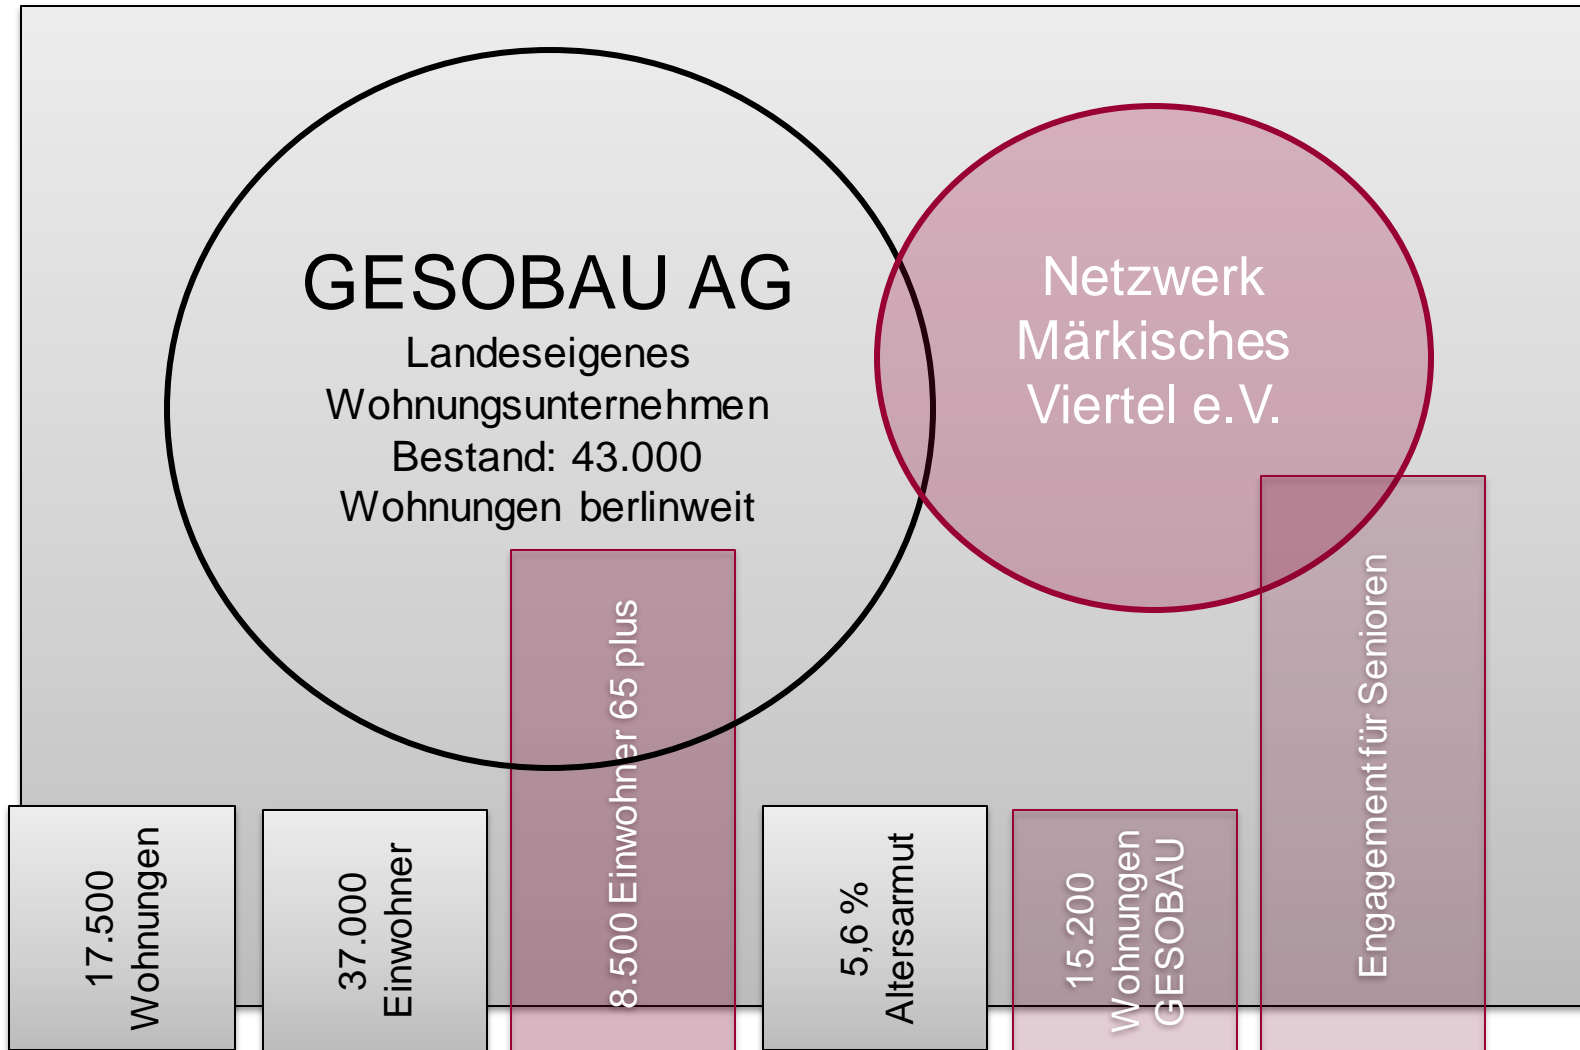 GESOBAU AG
Landeseigenes
Wohnungsunternehmen
Bestand: 43.000
Wohnungen berlinweit
Netzwerk
Märkisches
Viertel e.V.
17.500
Wohnungen
37.000
Einwohner
8.500 Einwohner 65 plus
5,6 %
Altersarmut
15.200
Wohnungen
GESOBAU
Engagement für Senioren